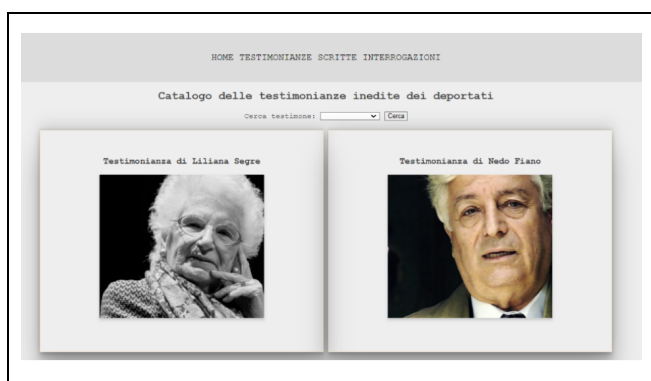 HOME TESTIMONIANZE SCRITTE INTERROGAZIONI
Catalogo delle testimonianze inedite dei deportati
Cerca testimone: Cerca
Testimonianza di Liliana Segre
Testimonianza di Nedo Fiano